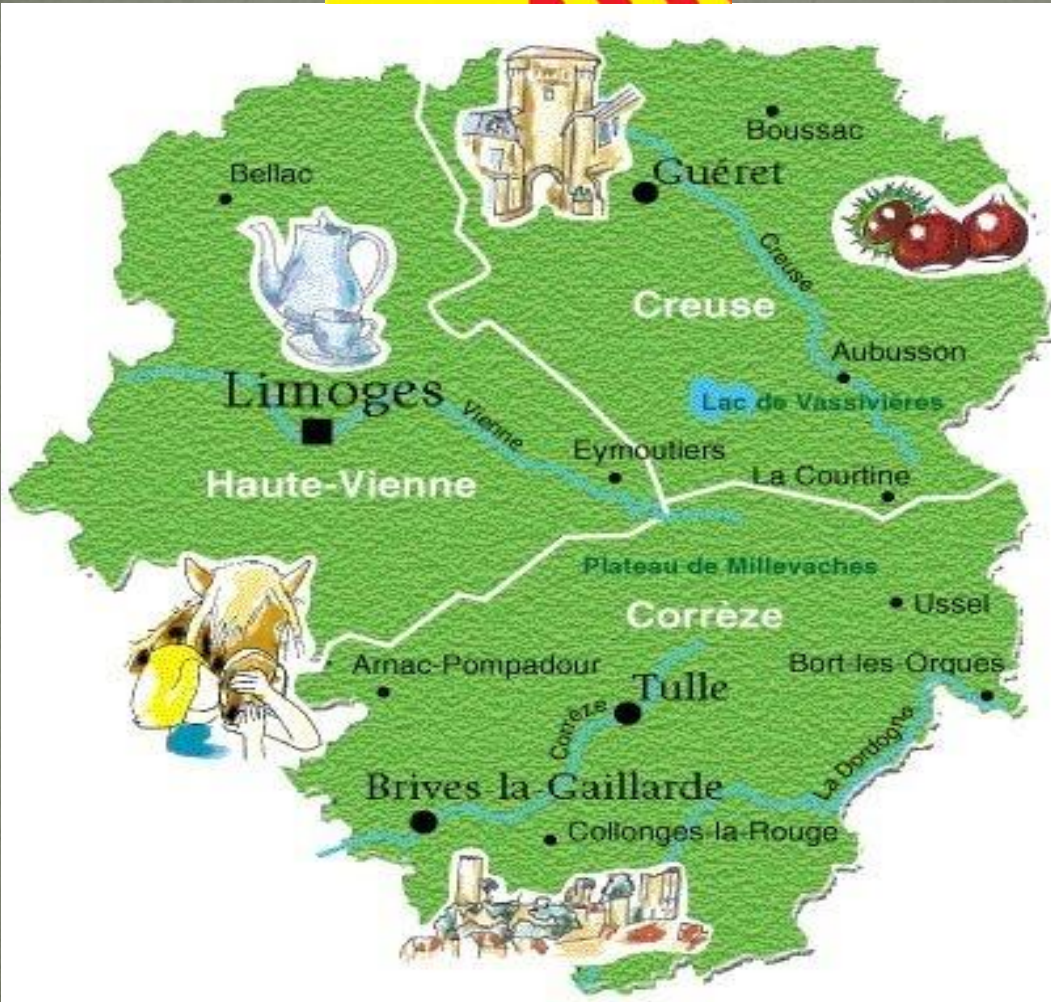 Boussac
Bellac
Guéret
Creuse
Creuse
Aubusson
Limoges
Lac de Vassivières
Vienne
Eymoutiers
La Courtine
Haute-Vienne
Plateau de Millevaches
Ussel
Corrèze
Arnac-Pompadour
Bort-les-Orques
Tulle
Corrèze
La Dordogne
Brives-la-Gaillarde
Collonges-la-Rouge